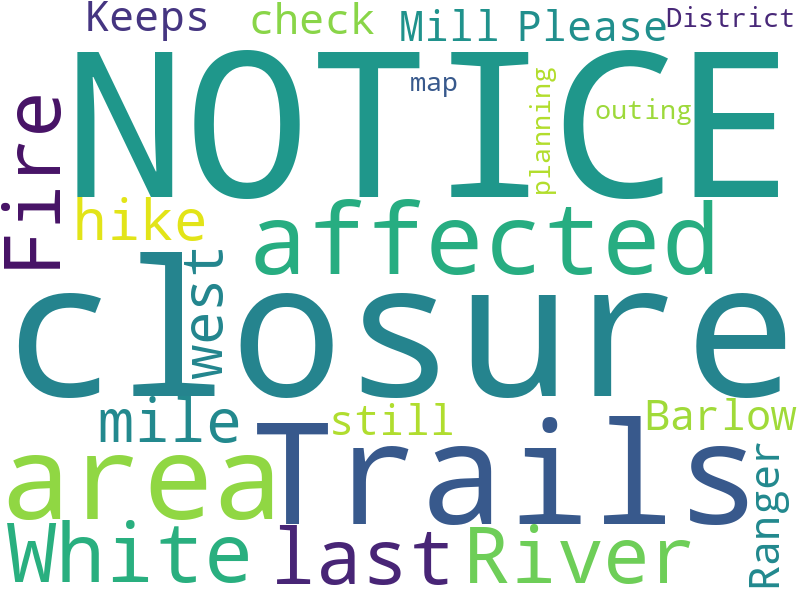 Keeps check Mill Please District
NOTICE
map
planning
outing
Fire
hike
affected
west
closure
mile
still
Barlow
area
Trails
Ranger
White
last
River